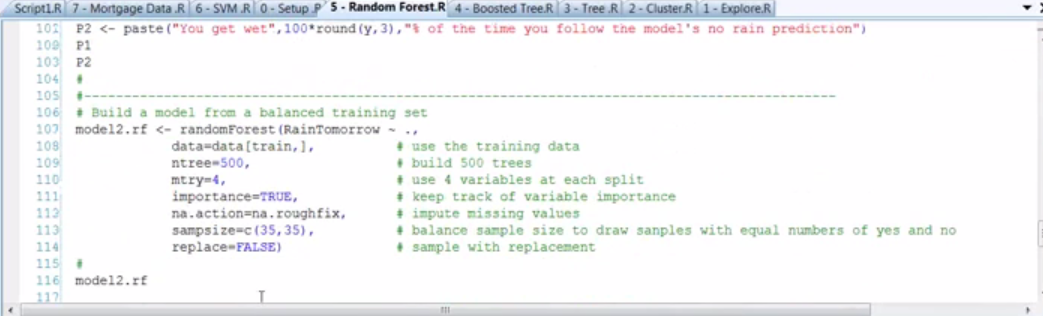 Script1.R 7 - Mortgage Data .R 6 - SVM .R 0 - Setup .R 5 - Random Forest.R 4 - Boosted Tree.R 3 - Tree .R 2 - Cluster.R 1 - Explore.R
101 P2 <- paste("You get wet",100*round(y,3),"% of the time you follow the model's no rain prediction")
102 P1
103 P2
104 #
105 #------------------------------------------------------------------------------------------------
106 # Build a model from a balanced training set
107 model2.rf <- randomForest(RainTomorrow ~ .,
108 data=data[train,], # use the training data
109 ntree=500, # build 500 trees
110 mtry=4, # use 4 variables at each split
111 importance=TRUE, # keep track of variable importance
112 na.action=na.roughfix, # impute missing values
113 sampsize=c(35,35), # balance sample size to draw sanples with equal numbers of yes and no
114 replace=FALSE) # sample with replacement
115 #
116 model2.rf
117